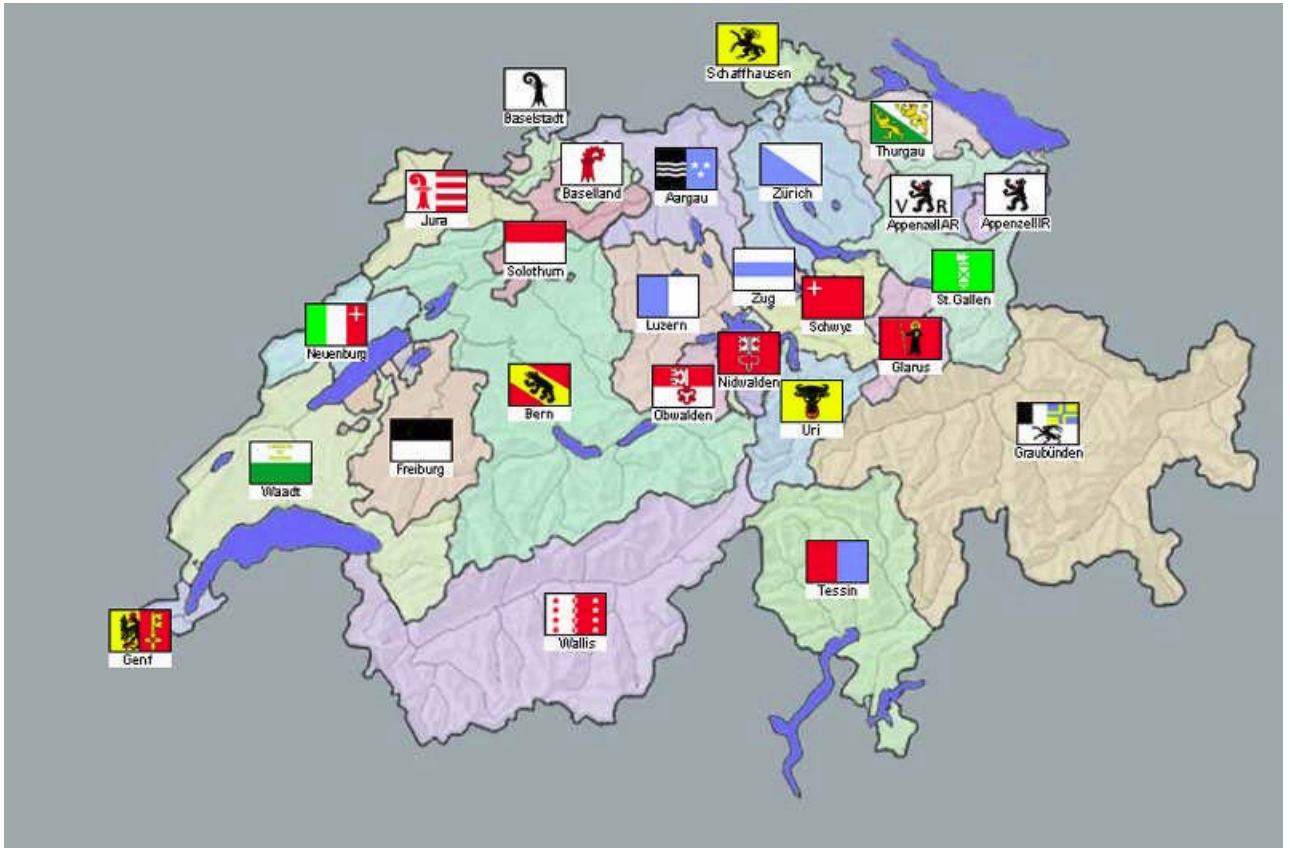 Schaffhausen
Baselstadt
Thurgau
Baselland
Aargau
Zürich
Jura
V R
AppenzellAR
AppenzellIR
Solothurn
Zug
St.Gallen
Luzern
Schwyz
Neuenburg
Glarus
Nidwalden
Bern
Obwalden
Uri
Freiburg
Graubünden
Waadt
Tessin
Wallis
Genf